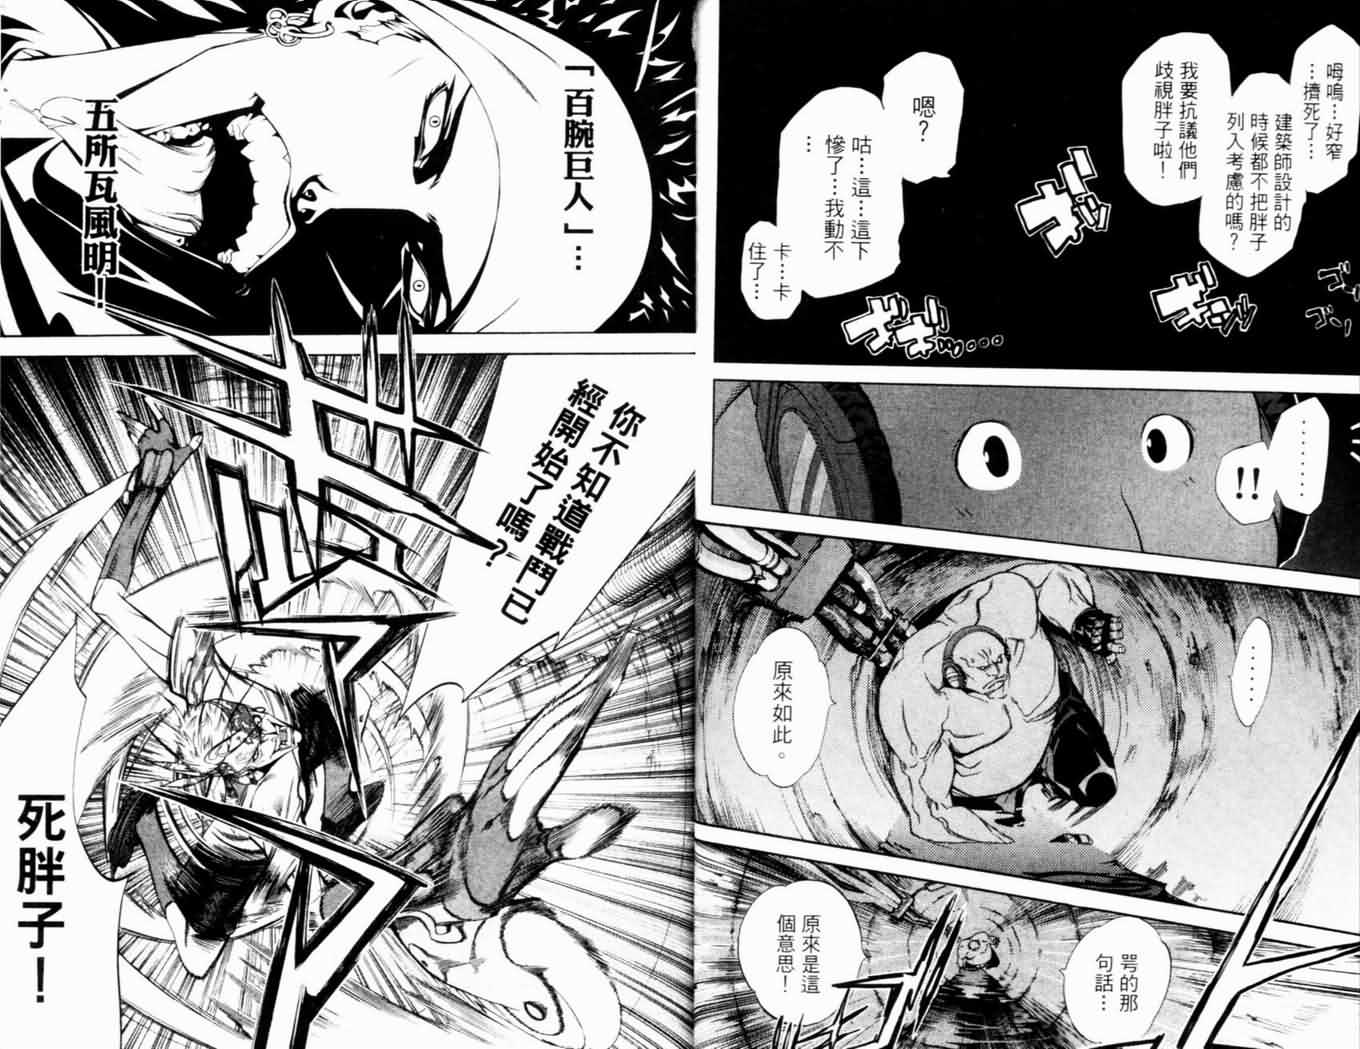 呣嗚…好窄
…擠死了…
建築師設計的
時候都不把胖子
列入考慮的嗎？
我要抗議他們
歧視胖子啦！
嗯？
咕…這…這下
慘了…我動不
…
卡…卡
住了…
………
!!
……
原來如此。
咢的那
句話…
原來是這
個意思！
「百腕巨人」…
五所瓦風明！
你不知道戰鬥已
經開始了嗎？
死胖子！